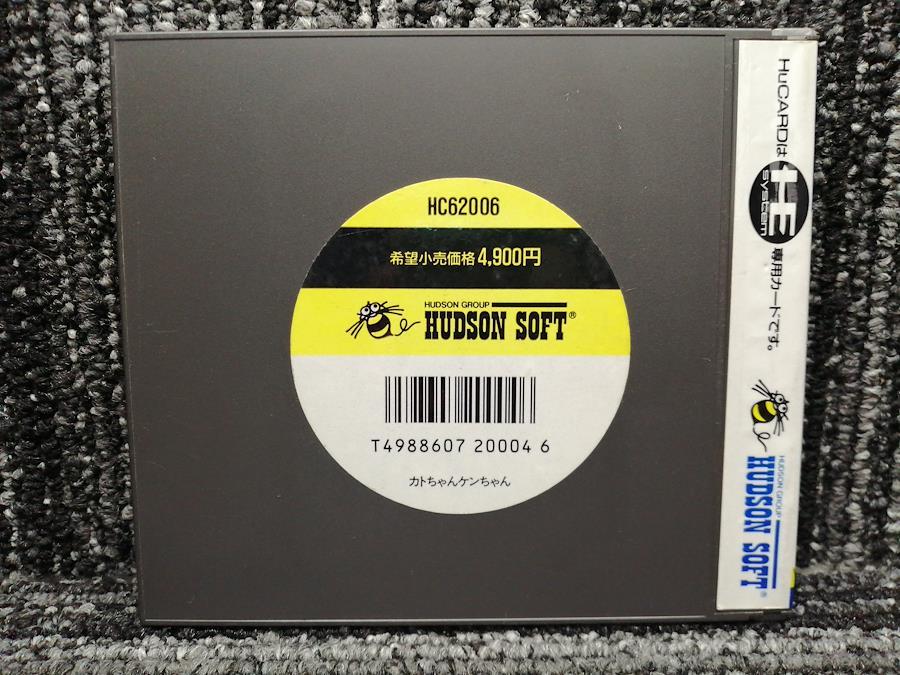 HC62006
希望小売価格 4,900円
HUDSON GROUP
HUDSON SOFT®
T4988607 20004 6
カトちゃんケンちゃん
HuCARDは HE SYSTEM 専用カードです。
HUDSON GROUP
HUDSON SOFT®